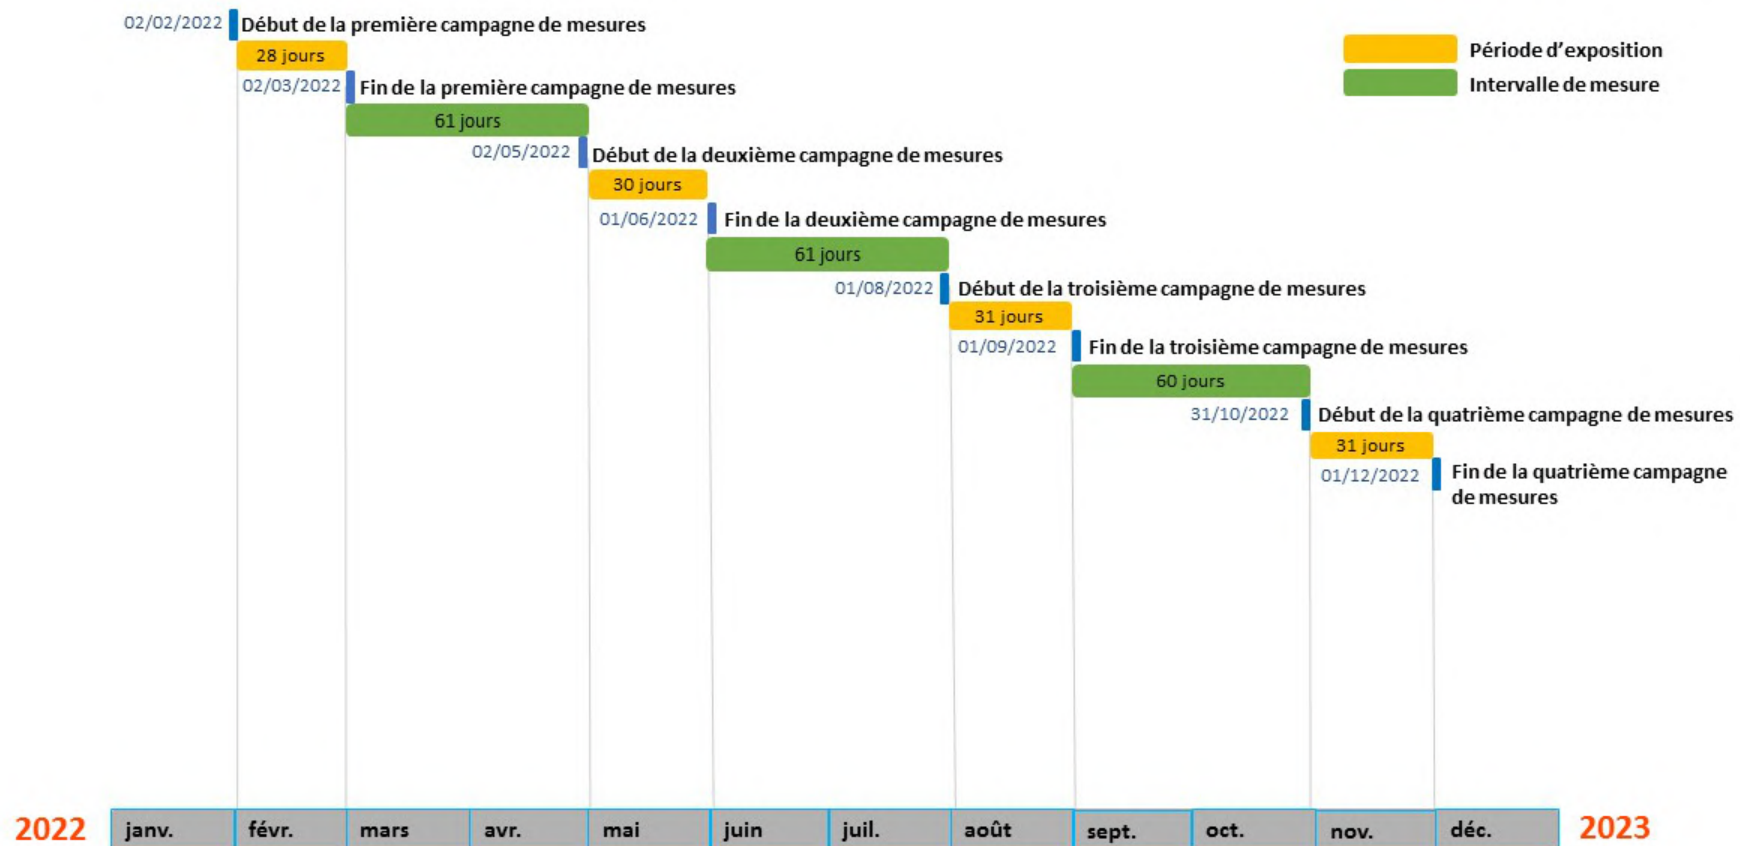 02/02/2022 Début de la première campagne de mesures
28 jours
Période d’exposition
02/03/2022 Fin de la première campagne de mesures
Intervalle de mesure
61 jours
02/05/2022 Début de la deuxième campagne de mesures
30 jours
01/06/2022 Fin de la deuxième campagne de mesures
61 jours
01/08/2022 Début de la troisième campagne de mesures
31 jours
01/09/2022 Fin de la troisième campagne de mesures
60 jours
31/10/2022 Début de la quatrième campagne de mesures
31 jours
01/12/2022 Fin de la quatrième campagne
de mesures
2022 janv. févr. mars avr. mai juin juil. août sept. oct. nov. déc. 2023